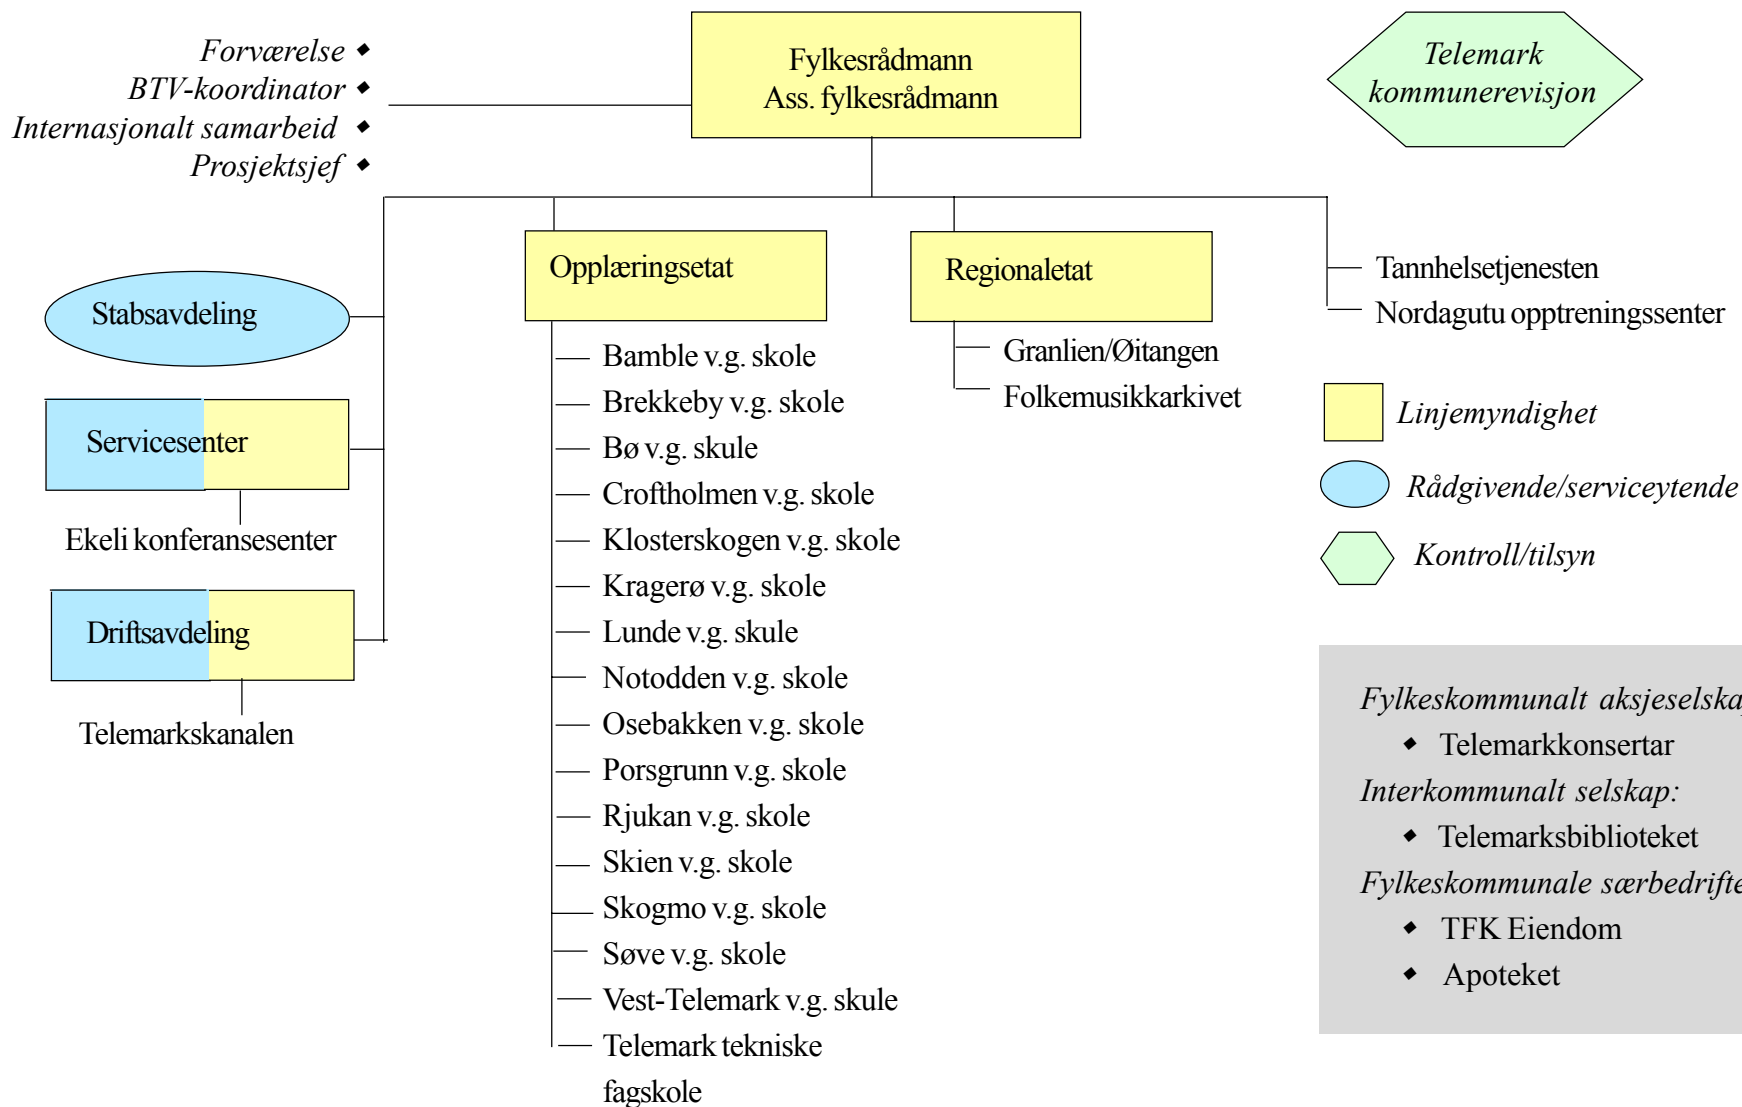 Forværelse ◆
BTV-koordinator ◆
Internasjonalt samarbeid ◆
Prosjektsjef ◆
Fylkesrådmann
Ass. fylkesrådmann
Telemark
kommunerevisjon
Stabsavdeling
Servicesenter
Ekeli konferansesenter
Driftsavdeling
Telemarkskanalen
Opplæringsetat
Bamble v.g. skole
Brekkeby v.g. skole
Bø v.g. skule
Croftholmen v.g. skole
Klosterskogen v.g. skole
Kragerø v.g. skole
Lunde v.g. skule
Notodden v.g. skole
Osebakken v.g. skole
Porsgrunn v.g. skole
Rjukan v.g. skole
Skien v.g. skole
Skogmo v.g. skole
Søve v.g. skole
Vest-Telemark v.g. skule
Telemark tekniske
fagskole
Regionaletat
Granlien/Øitangen
Folkemusikkarkivet
Tannhelsetjenesten
Nordagutu opptreningssenter
Linjemyndighet
Rådgivende/serviceytende
Kontroll/tilsyn
Fylkeskommunalt
◆ Telemarkkonsertar
Interkommunalt selskap:
◆ Telemarksbiblioteket
Fylkeskommunale
◆ TFK Eiendom
◆ Apoteket